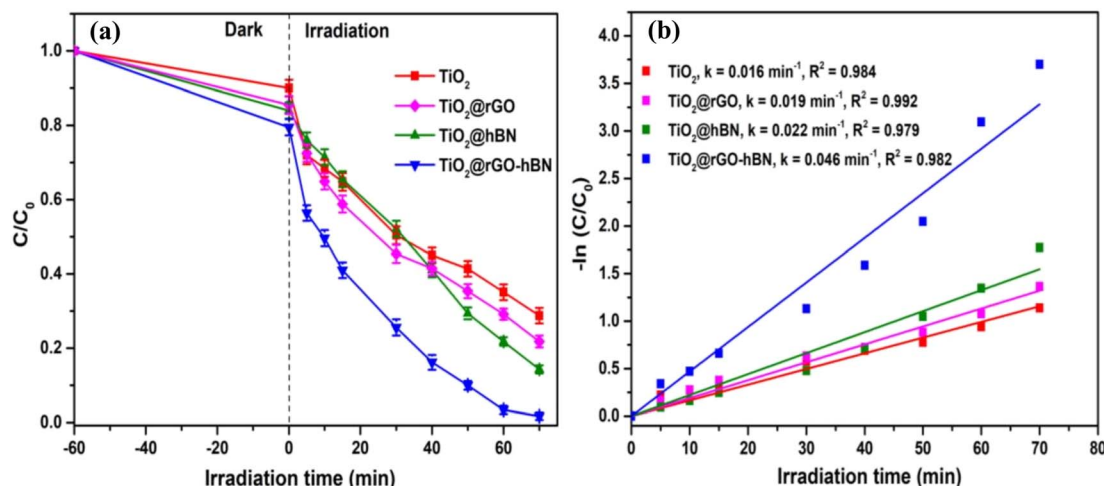 (a)
Dark
Irradiation
TiO₂
TiO₂@rGO
TiO₂@hBN
TiO₂@rGO-hBN
1.0
0.8
0.6
0.4
0.2
0.0
C/C₀
-60
-40
-20
0
20
40
60
Irradiation time (min)
(b)
TiO₂, k = 0.016 min⁻¹, R² = 0.984
TiO₂@rGO, k = 0.019 min⁻¹, R² = 0.992
TiO₂@hBN, k = 0.022 min⁻¹, R² = 0.979
TiO₂@rGO-hBN, k = 0.046 min⁻¹, R² = 0.982
4.0
3.5
3.0
2.5
2.0
1.5
1.0
0.5
0.0
-ln (C/C₀)
0
10
20
30
40
50
60
70
80
Irradiation time (min)